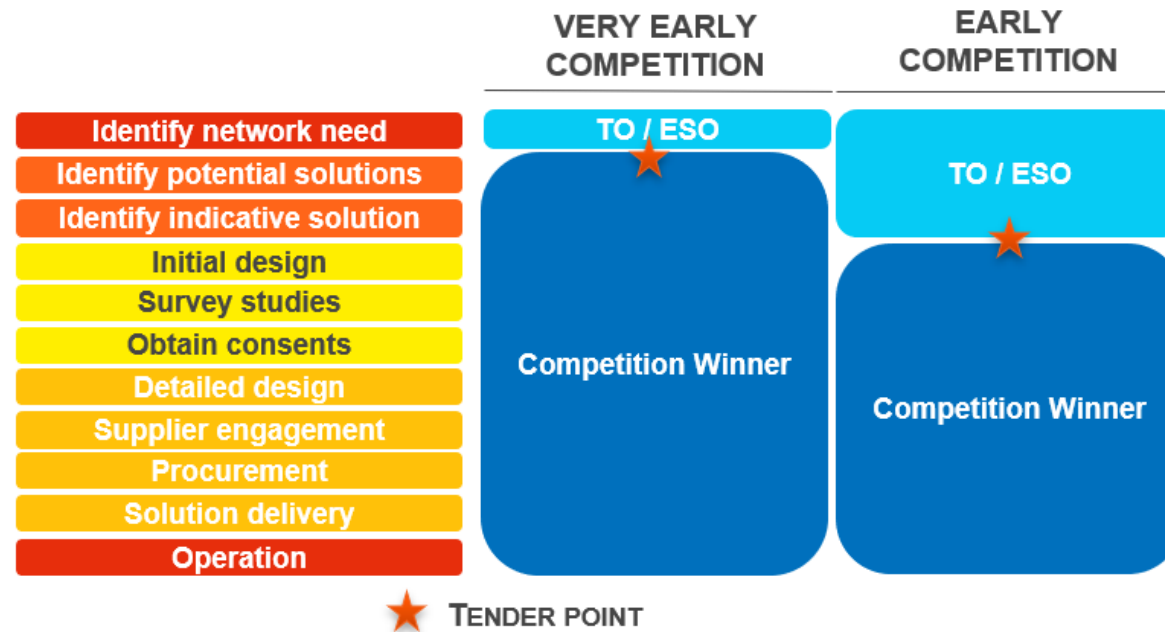 VERY EARLY
COMPETITION
EARLY
COMPETITION
Identify network need
Identify potential solutions
Identify indicative solution
Initial design
Survey studies
Obtain consents
Detailed design
Supplier engagement
Procurement
Solution delivery
Operation
TO / ESO
Competition Winner
TO / ESO
Competition Winner
TENDER POINT